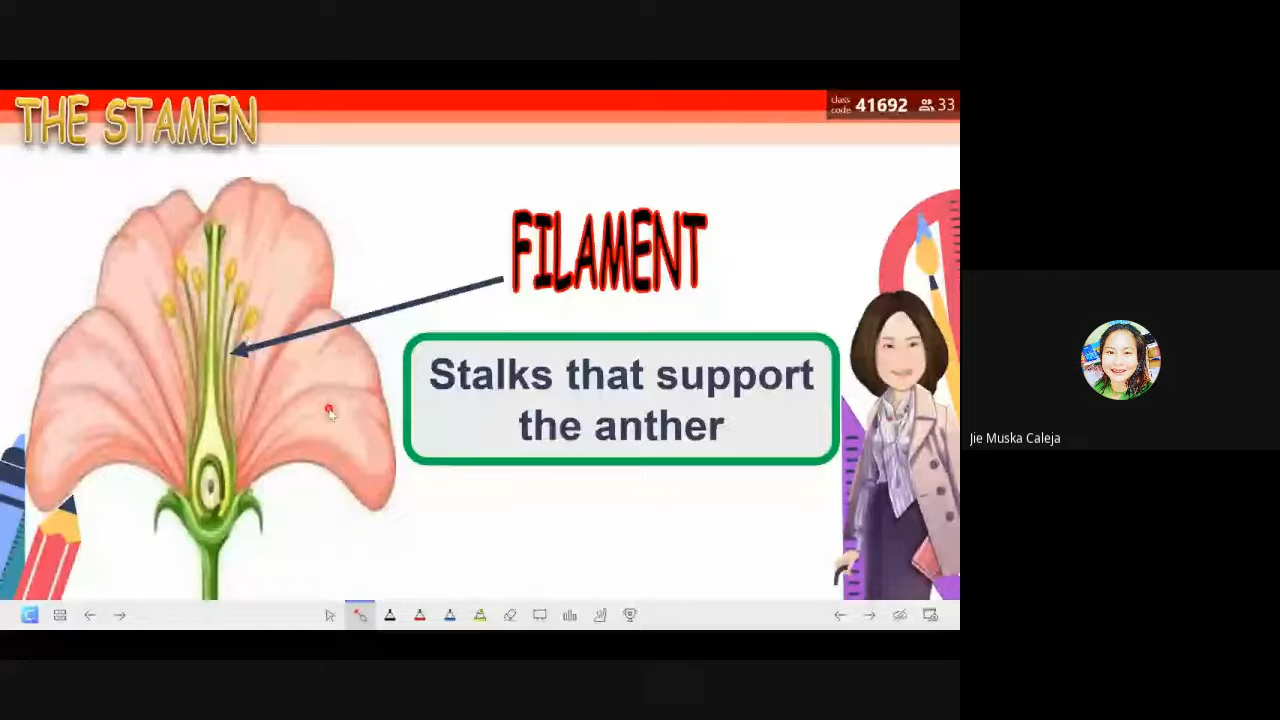 THE STAMEN
class
code 41692 33
FILAMENT
Stalks that support
the anther
Jie Muska Caleja